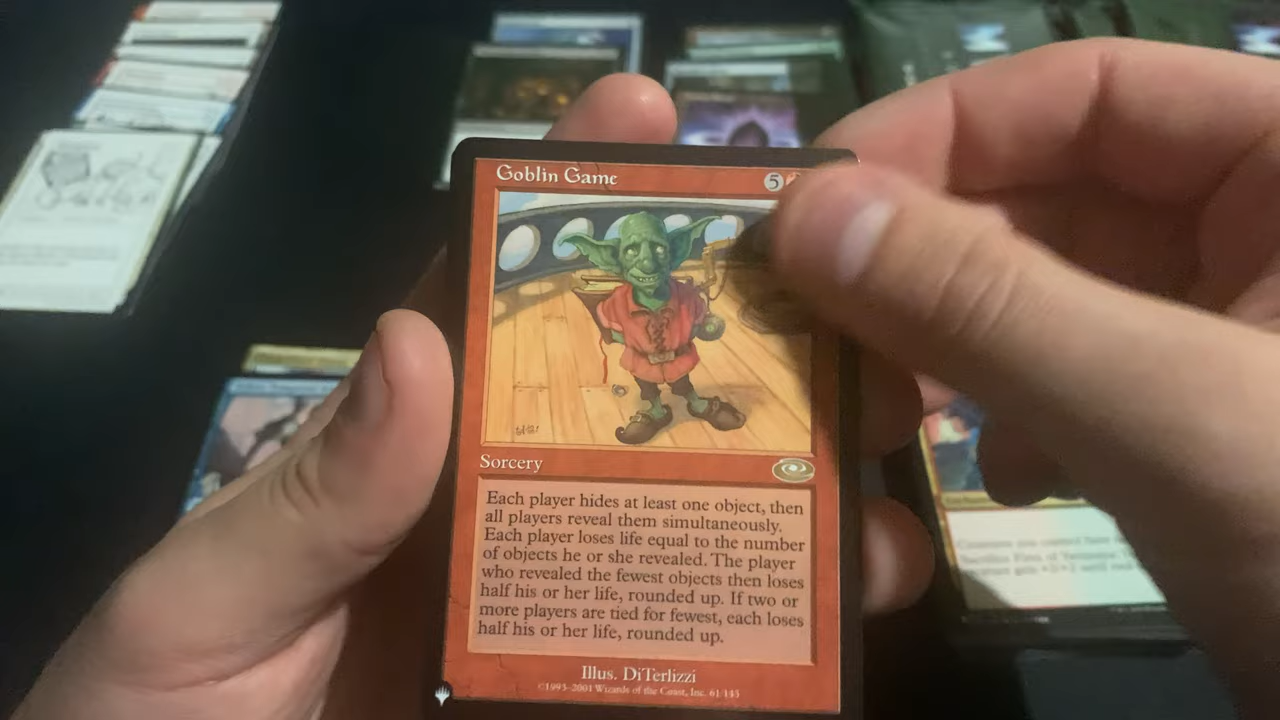 Goblin Game
5
Sorcery
Each player hides at least one object, then
all players reveal them simultaneously.
Each player loses life equal to the number
of objects he or she revealed. The player
who revealed the fewest objects then loses
half his or her life, rounded up. If two or
more players are tied for fewest, each loses
half his or her life, rounded up.
Illus. DiTerlizzi
©1993–2001 Wizards of the Coast, Inc. 61/143